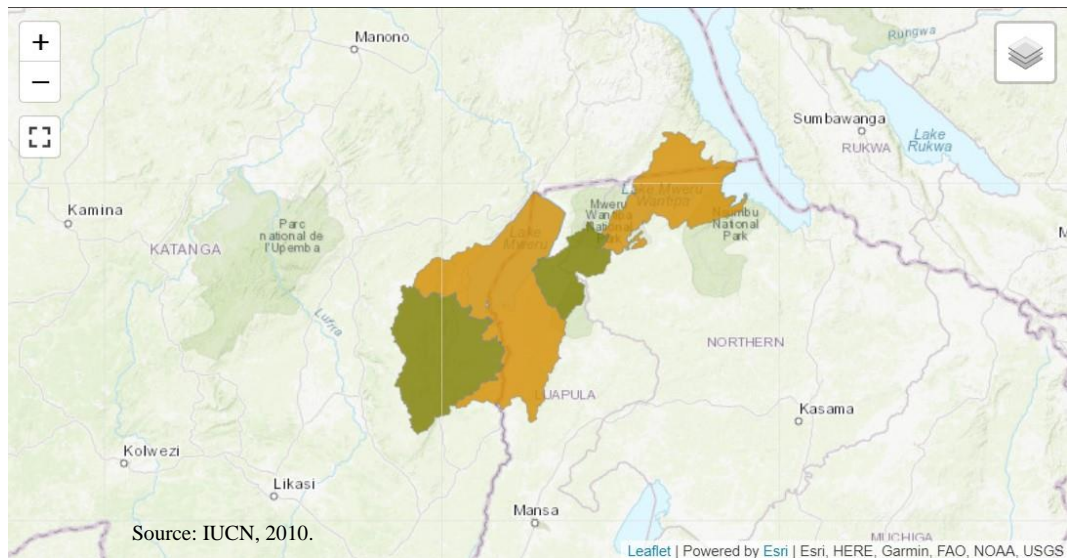 +
−
Manono
Rungwa
Sumbawanga
RUKWA
Lake
Rukwa
Kamina
KATANGA
Parc
national de
l'Upemba
Lufira
Lake Mweru
Wantipa
Mweru
Wantipa
National
Park
Nsumbu
National
Park
Lake
Mweru
NORTHERN
LUAPULA
Kasama
Kolwezi
Likasi
Mansa
MUCHIGA
Source: IUCN, 2010.
Leaflet | Powered by Esri | Esri, HERE, Garmin, FAO, NOAA, USGS